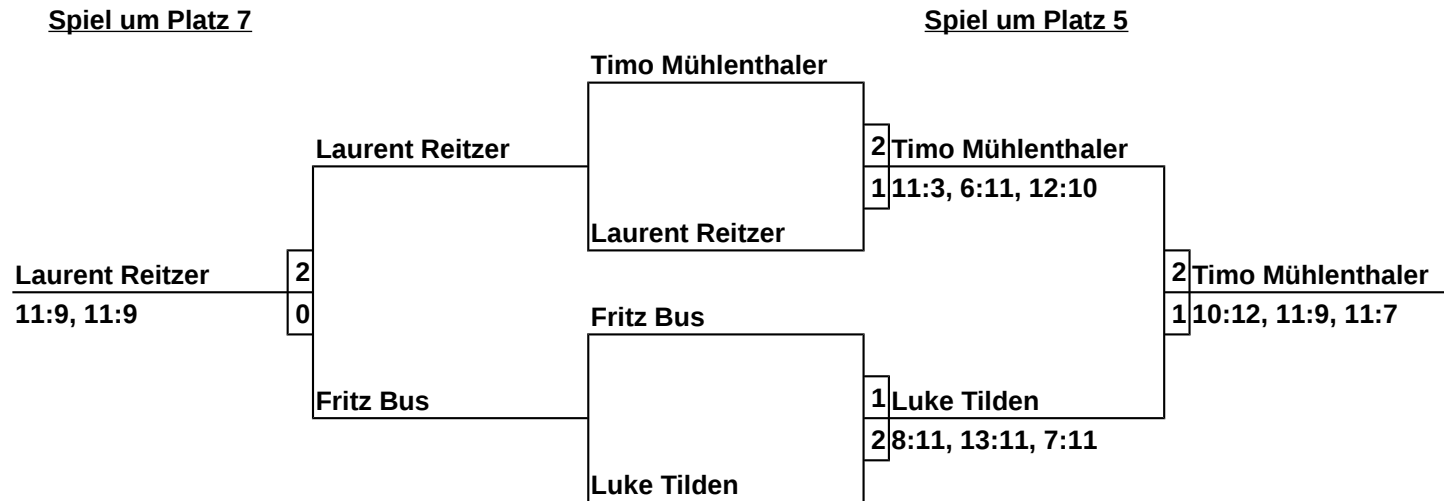 Spiel um Platz 7
Spiel um Platz 5
Timo Mühlenthaler
Laurent Reitzer
2 Timo Mühlenthaler
1 11:3, 6:11, 12:10
Laurent Reitzer
Laurent Reitzer 2
2 Timo Mühlenthaler
11:9, 11:9 0
1 10:12, 11:9, 11:7
Fritz Bus
Fritz Bus
1 Luke Tilden
2 8:11, 13:11, 7:11
Luke Tilden